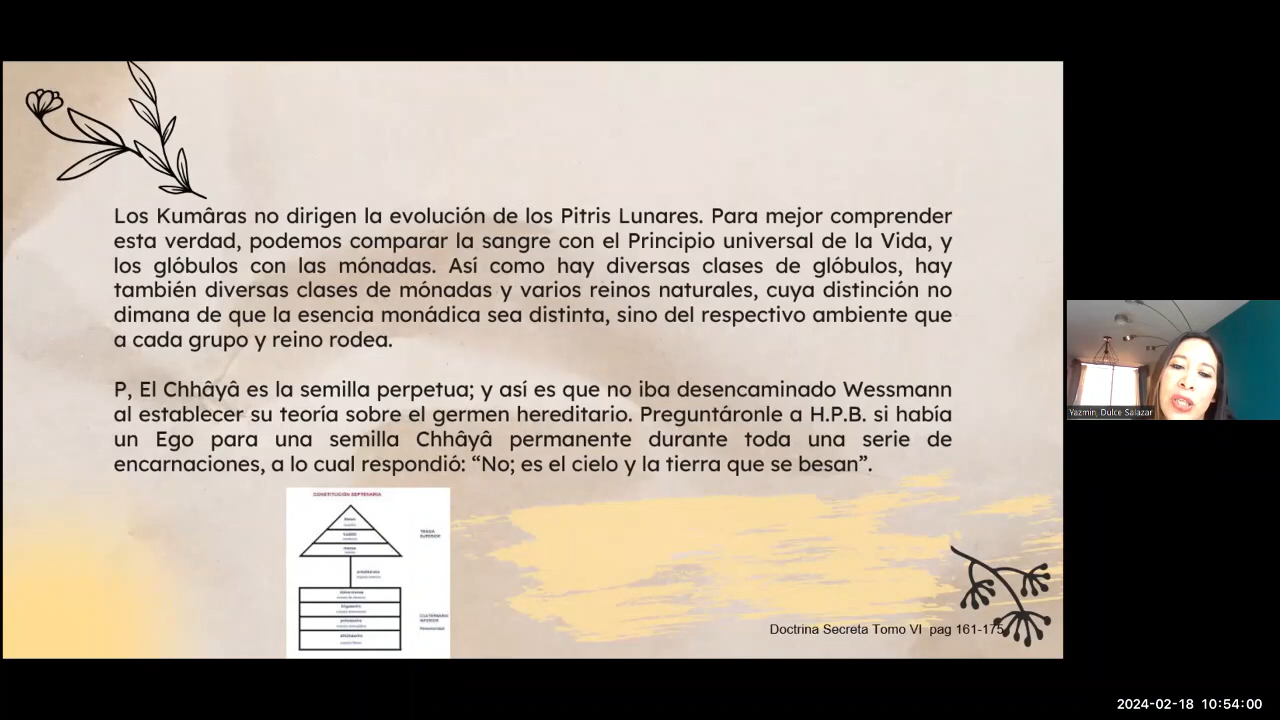 Los Kumâras no dirigen la evolución de los Pitris Lunares. Para mejor comprender
esta verdad, podemos comparar la sangre con el Principio universal de la Vida, y
los glóbulos con las mónadas. Así como hay diversas clases de glóbulos, hay
también diversas clases de mónadas y varios reinos naturales, cuya distinción no
dimana de que la esencia monádica sea distinta, sino del respectivo ambiente que
a cada grupo y reino rodea.
P, El Chhâyâ es la semilla perpetua; y así es que no iba desencaminado Wessmann
al establecer su teoría sobre el germen hereditario. Preguntáronle a H.P.B. si había
un Ego para una semilla Chhâyâ permanente durante toda una serie de
encarnaciones, a lo cual respondió: “No; es el cielo y la tierra que se besan”.
CONSTITUCIÓN SEPTENARIA
TRIADA
SUPERIOR
CUATERNARIO
INFERIOR
Personalidad
Doctrina Secreta Tomo VI pag 161-175
Yazmin, Dulce Salazar
2024-02-18 10:54:00